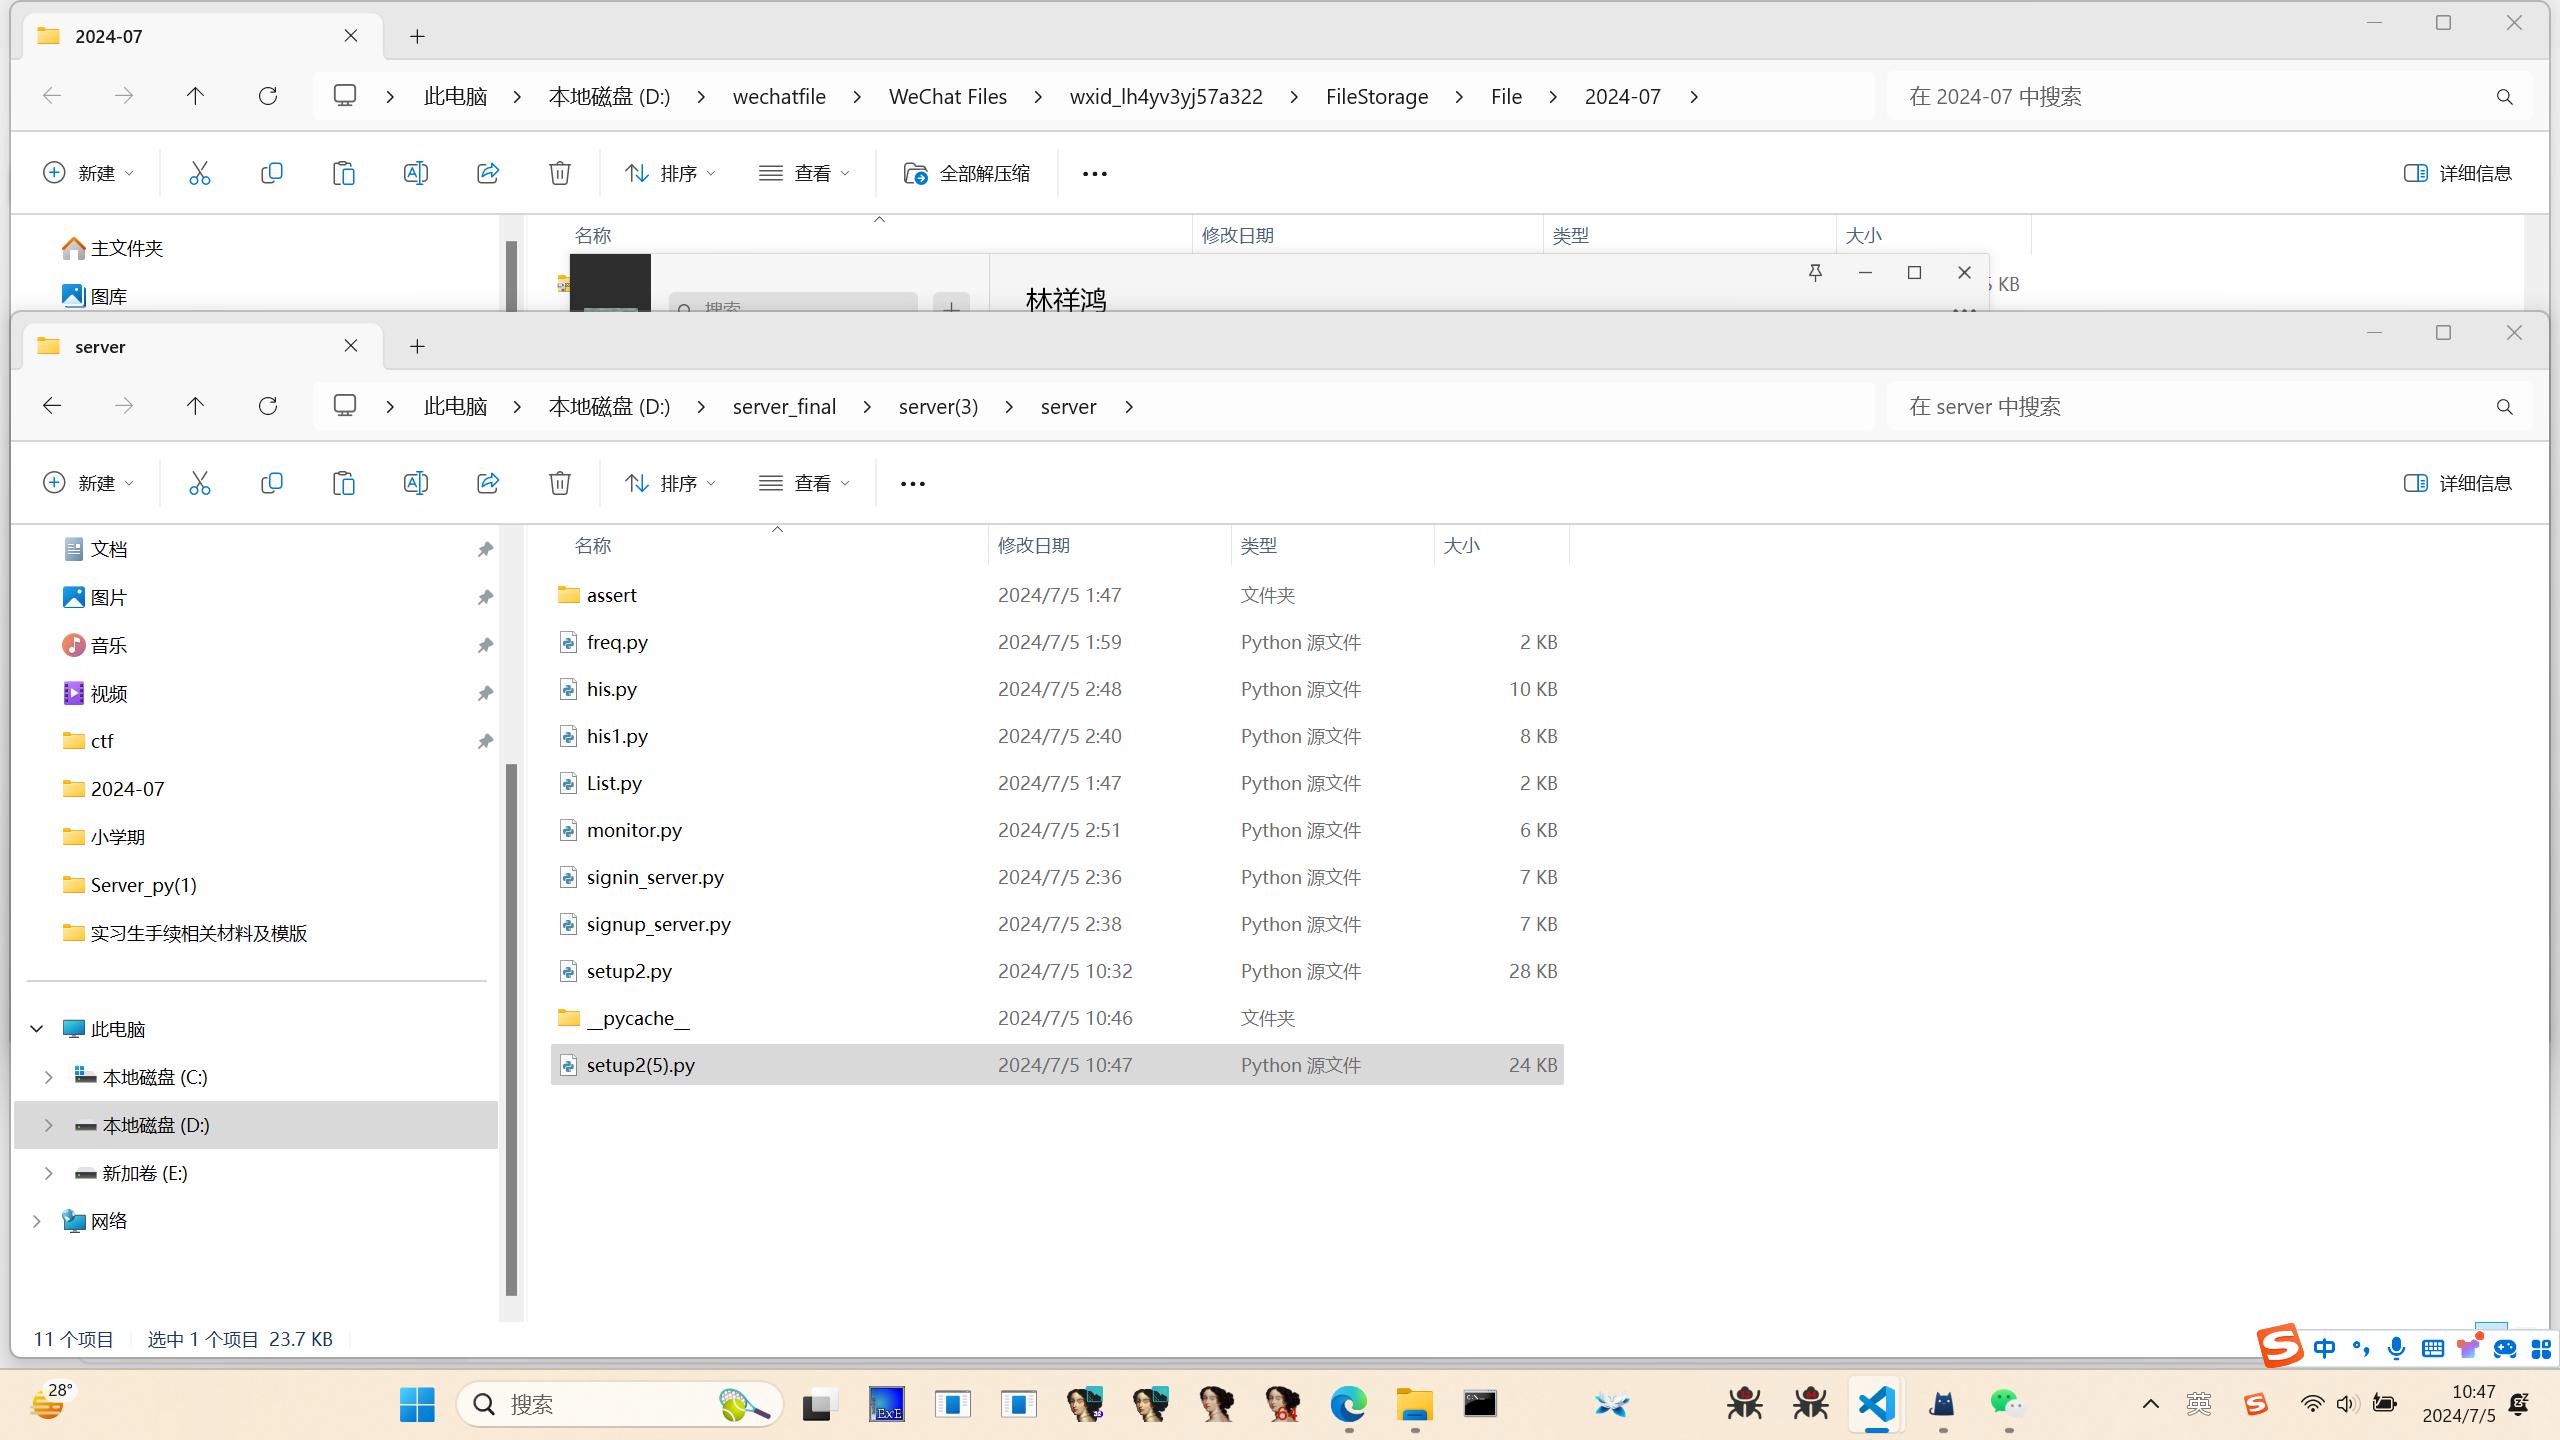 2024-07
此电脑 本地磁盘 (D:) wechatfile WeChat Files wxid_lh4yv3yj57a322 FileStorage File 2024-07
在 2024-07 中搜索
新建 排序 查看 全部解压缩 详细信息
主文件夹
图库
名称 修改日期 类型 大小
KB
搜索
林祥鸿
server
此电脑 本地磁盘 (D:) server_final server(3) server
在 server 中搜索
新建 排序 查看 详细信息
文档
图片
音乐
视频
ctf
2024-07
小学期
Server_py(1)
实习生手续相关材料及模版
此电脑
本地磁盘 (C:)
本地磁盘 (D:)
新加卷 (E:)
网络
名称 修改日期 类型 大小
assert 2024/7/5 1:47 文件夹
freq.py 2024/7/5 1:59 Python 源文件 2 KB
his.py 2024/7/5 2:48 Python 源文件 10 KB
his1.py 2024/7/5 2:40 Python 源文件 8 KB
List.py 2024/7/5 1:47 Python 源文件 2 KB
monitor.py 2024/7/5 2:51 Python 源文件 6 KB
signin_server.py 2024/7/5 2:36 Python 源文件 7 KB
signup_server.py 2024/7/5 2:38 Python 源文件 7 KB
setup2.py 2024/7/5 10:32 Python 源文件 28 KB
__pycache__ 2024/7/5 10:46 文件夹
setup2(5).py 2024/7/5 10:47 Python 源文件 24 KB
11 个项目 选中 1 个项目 23.7 KB
中
28°
搜索
ExE
32
64
英
10:47
2024/7/5